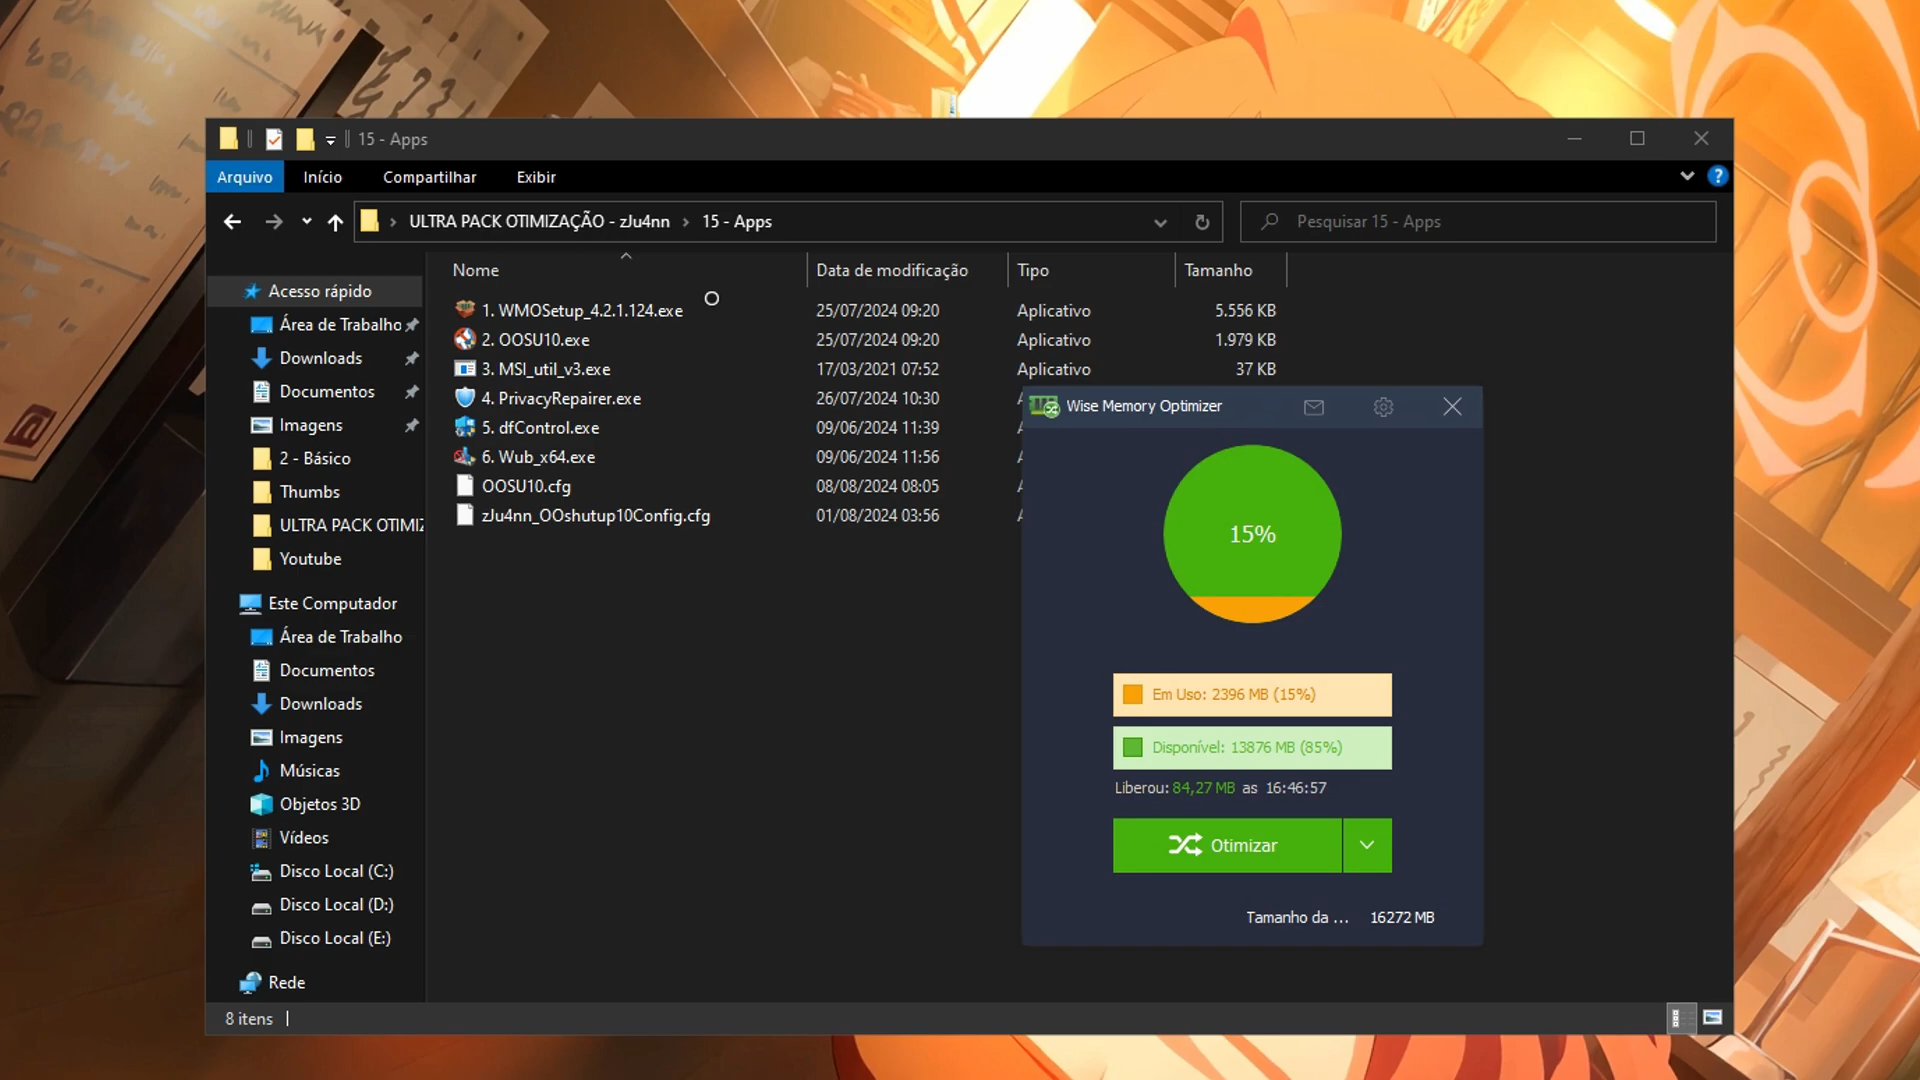 15 - Apps
Arquivo Início Compartilhar Exibir
ULTRA PACK OTIMIZAÇÃO - zJu4nn 15 - Apps
Pesquisar 15 - Apps
Nome Data de modificação Tipo Tamanho
1. WMOSetup_4.2.1.124.exe 25/07/2024 09:20 Aplicativo 5.556 KB
2. OOSU10.exe 25/07/2024 09:20 Aplicativo 1.979 KB
3. MSI_util_v3.exe 17/03/2021 07:52 Aplicativo 37 KB
4. PrivacyRepairer.exe 26/07/2024 10:30
5. dfControl.exe 09/06/2024 11:39
6. Wub_x64.exe 09/06/2024 11:56
OOSU10.cfg 08/08/2024 08:05
zJu4nn_OOshutup10Config.cfg 01/08/2024 03:56
Acesso rápido
Área de Trabalho
Downloads
Documentos
Imagens
2 - Básico
Thumbs
ULTRA PACK OTIMIZ
Youtube
Este Computador
Área de Trabalho
Documentos
Downloads
Imagens
Músicas
Objetos 3D
Vídeos
Disco Local (C:)
Disco Local (D:)
Disco Local (E:)
Rede
8 itens
Wise Memory Optimizer
15%
Em Uso: 2396 MB (15%)
Disponível: 13876 MB (85%)
Liberou: 84,27 MB as 16:46:57
Otimizar
Tamanho da ... 16272 MB